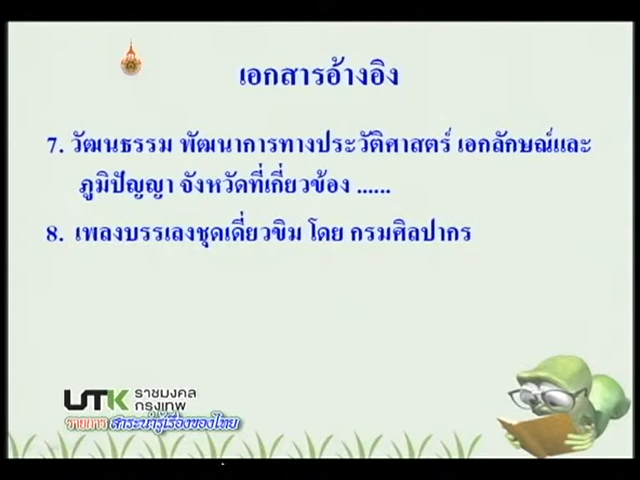 เอกสารอ้างอิง
7. วัฒนธรรม พัฒนาการทางประวัติศาสตร์ เอกลักษณ์และ
ภูมิปัญญา จังหวัดที่เกี่ยวข้อง ......
8. เพลงบรรเลงชุดเดี่ยวขิม โดย กรมศิลปากร
UTK ราชมงคล
กรุงเทพ
รายการ สาระน่ารู้เรื่องของไทย